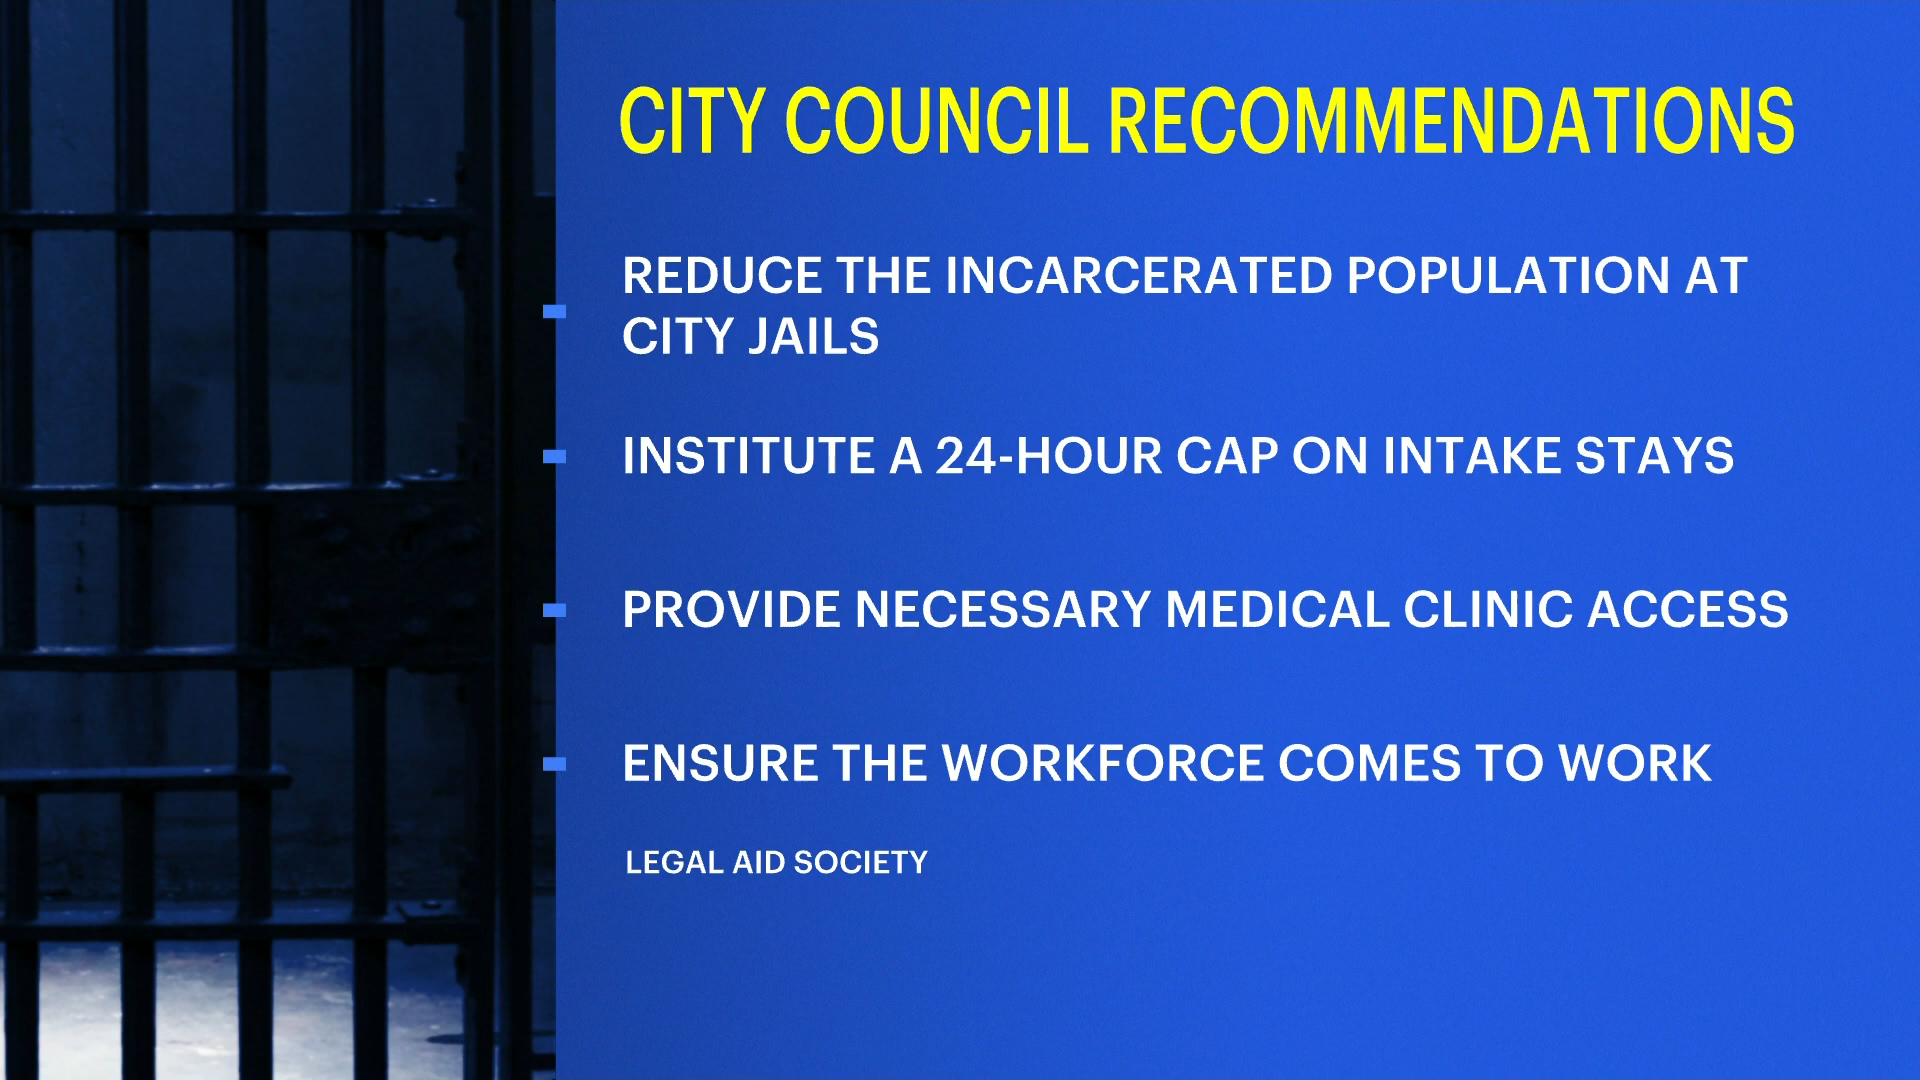 CITY COUNCIL RECOMMENDATIONS
REDUCE THE INCARCERATED POPULATION AT
CITY JAILS
INSTITUTE A 24-HOUR CAP ON INTAKE STAYS
PROVIDE NECESSARY MEDICAL CLINIC ACCESS
ENSURE THE WORKFORCE COMES TO WORK
LEGAL AID SOCIETY